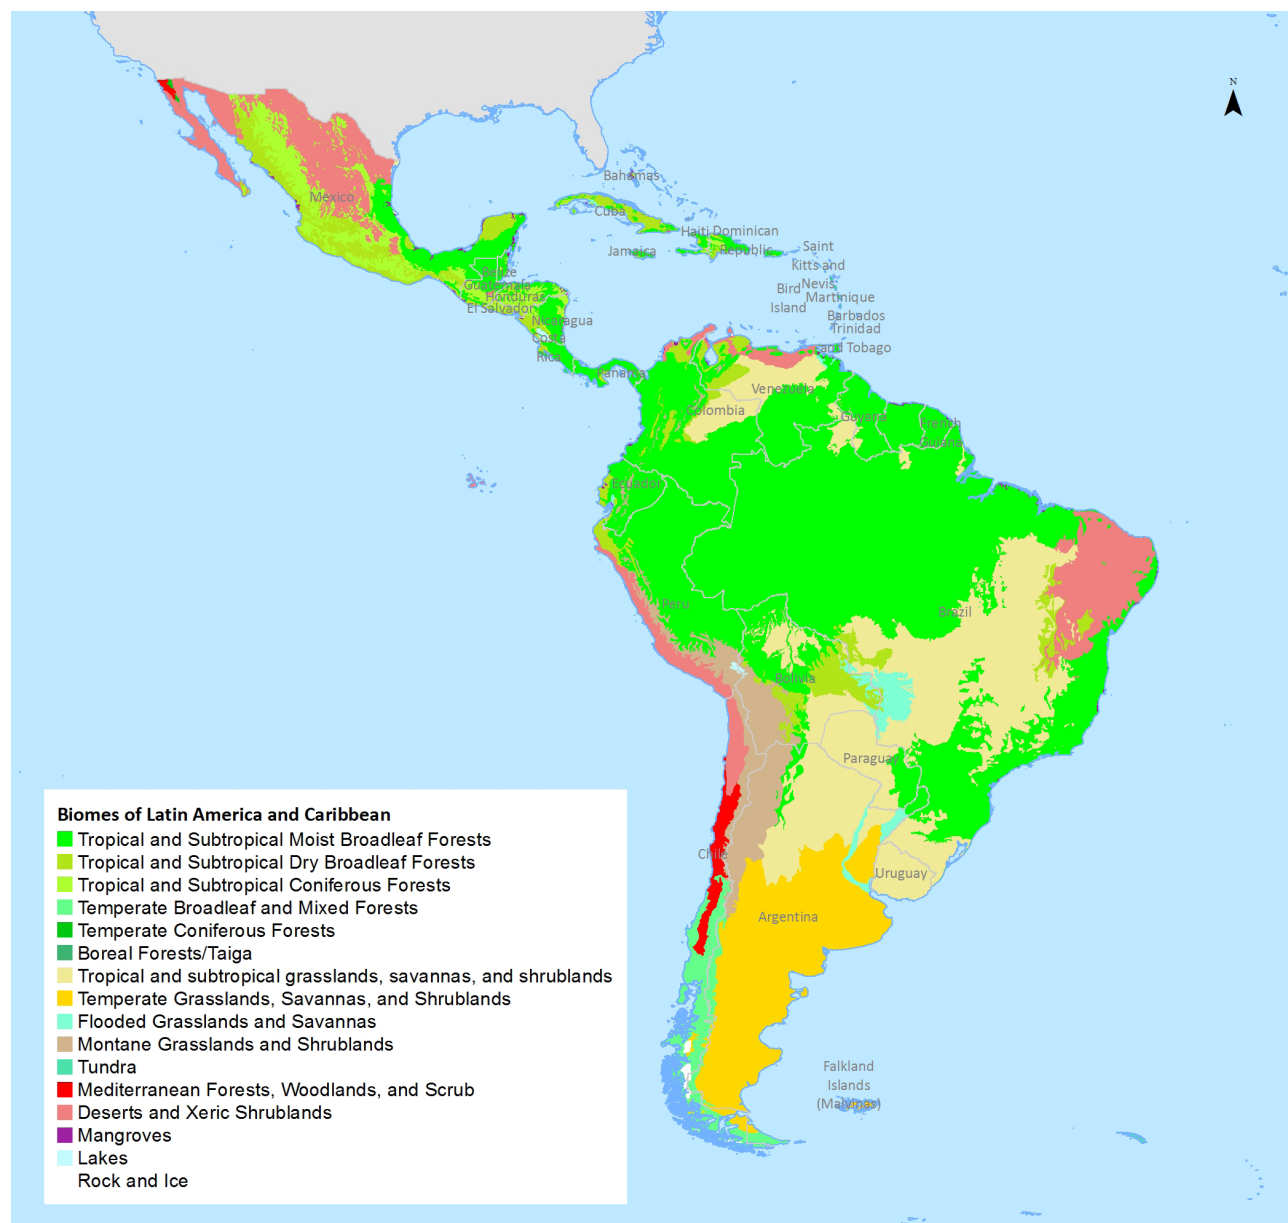 N
Bahamas
Mexico
Cuba
Haiti Dominican
Republic
Jamaica
Saint
Kitts and
Nevis
Bird
Island
Martinique
Barbados
Trinidad
and Tobago
Belize
Guatemala
Honduras
El Salvador
Nicaragua
Costa
Rica
Panama
Venezuela
Colombia
Guyana
French
Guiana
Ecuador
Peru
Brazil
Bolivia
Paraguay
Chile
Uruguay
Argentina
Falkland
Islands
(Malvinas)
Biomes of Latin America and Caribbean
Tropical and Subtropical Moist Broadleaf Forests
Tropical and Subtropical Dry Broadleaf Forests
Tropical and Subtropical Coniferous Forests
Temperate Broadleaf and Mixed Forests
Temperate Coniferous Forests
Boreal Forests/Taiga
Tropical and subtropical grasslands, savannas, and shrublands
Temperate Grasslands, Savannas, and Shrublands
Flooded Grasslands and Savannas
Montane Grasslands and Shrublands
Tundra
Mediterranean Forests, Woodlands, and Scrub
Deserts and Xeric Shrublands
Mangroves
Lakes
Rock and Ice